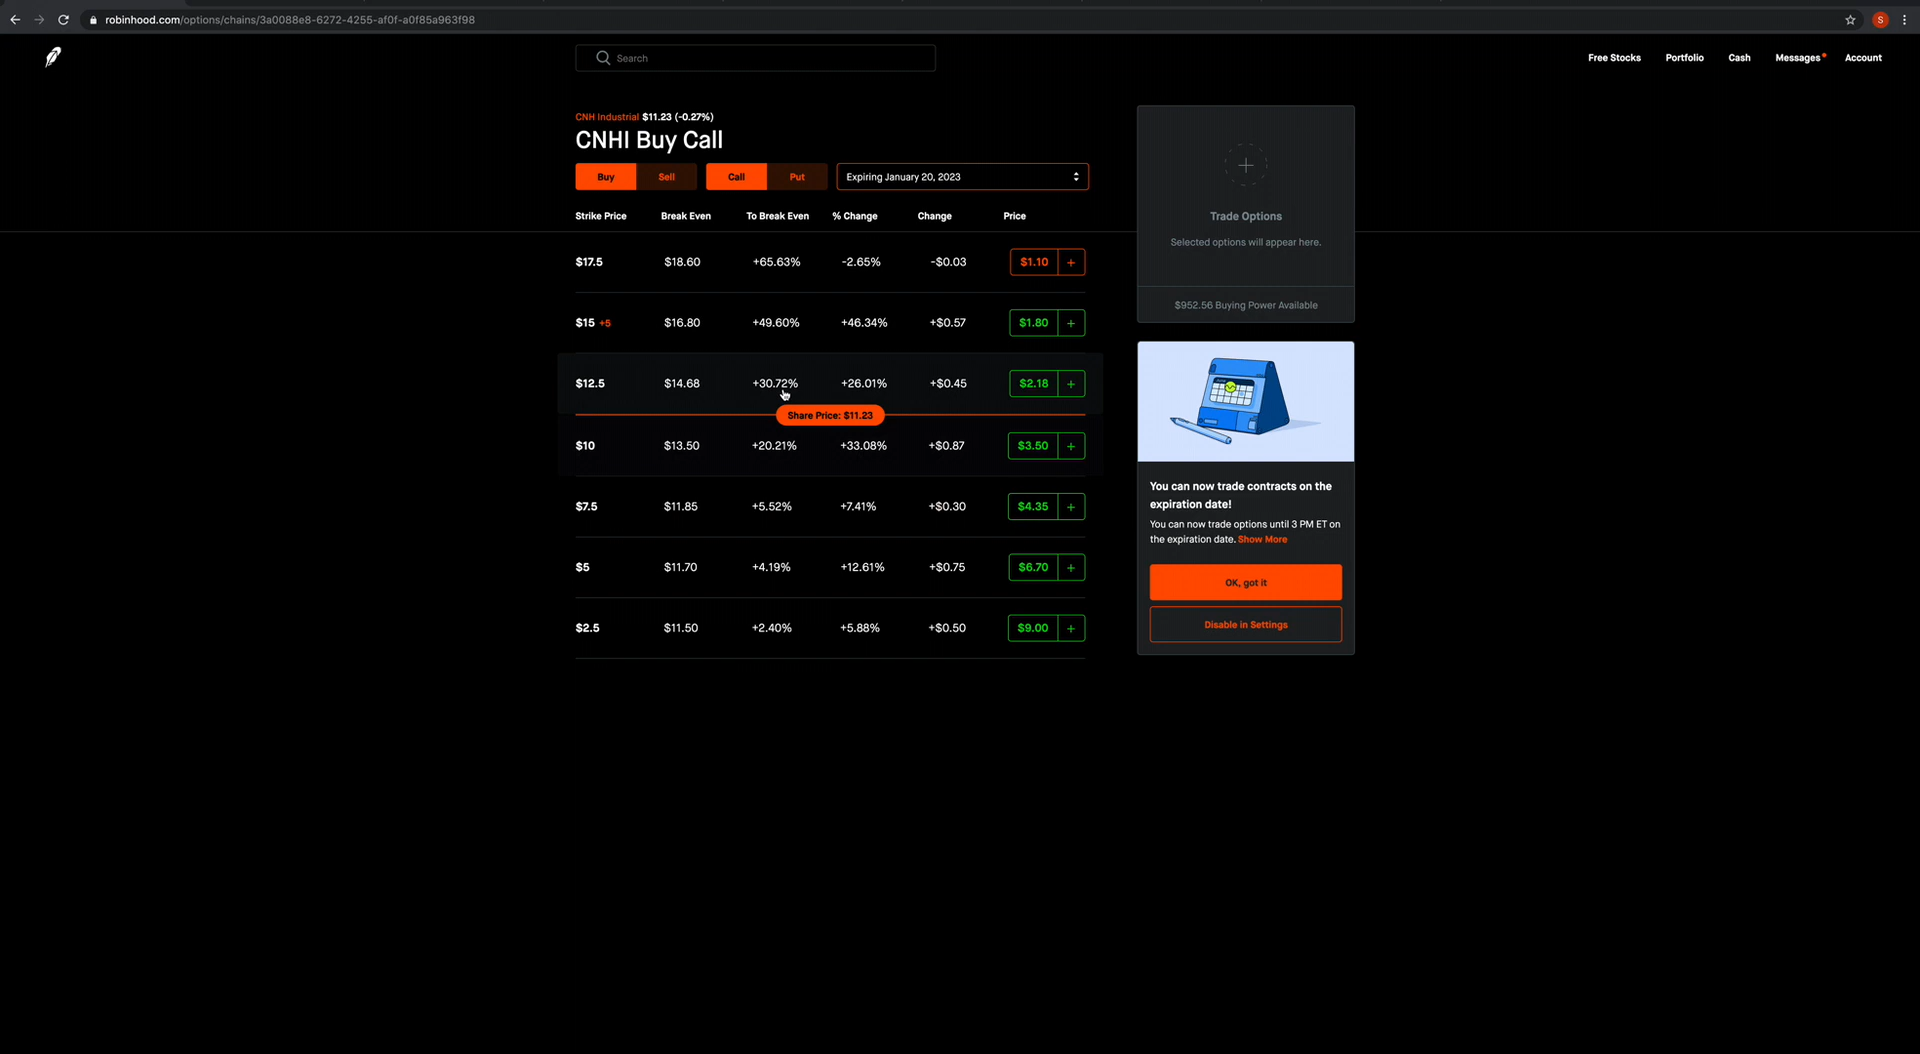 robinhood.com/options/chains/3a0088e8-6272-4255-af0f-a0f85a963f98
S
Search
Free Stocks Portfolio Cash Messages Account
CNH Industrial $11.23 (-0.27%)
CNHI Buy Call
Buy Sell Call Put Expiring January 20, 2023
Strike Price Break Even To Break Even % Change Change Price
$17.5 $18.60 +65.63% -2.65% -$0.03 $1.10 +
$15 +5 $16.80 +49.60% +46.34% +$0.57 $1.80 +
$12.5 $14.68 +30.72% +26.01% +$0.45 $2.18 +
Share Price: $11.23
$10 $13.50 +20.21% +33.08% +$0.87 $3.50 +
$7.5 $11.85 +5.52% +7.41% +$0.30 $4.35 +
$5 $11.70 +4.19% +12.61% +$0.75 $6.70 +
$2.5 $11.50 +2.40% +5.88% +$0.50 $9.00 +
Trade Options
Selected options will appear here.
$952.56 Buying Power Available
You can now trade contracts on the
expiration date!
You can now trade options until 3 PM ET on
the expiration date. Show More
OK, got it
Disable in Settings